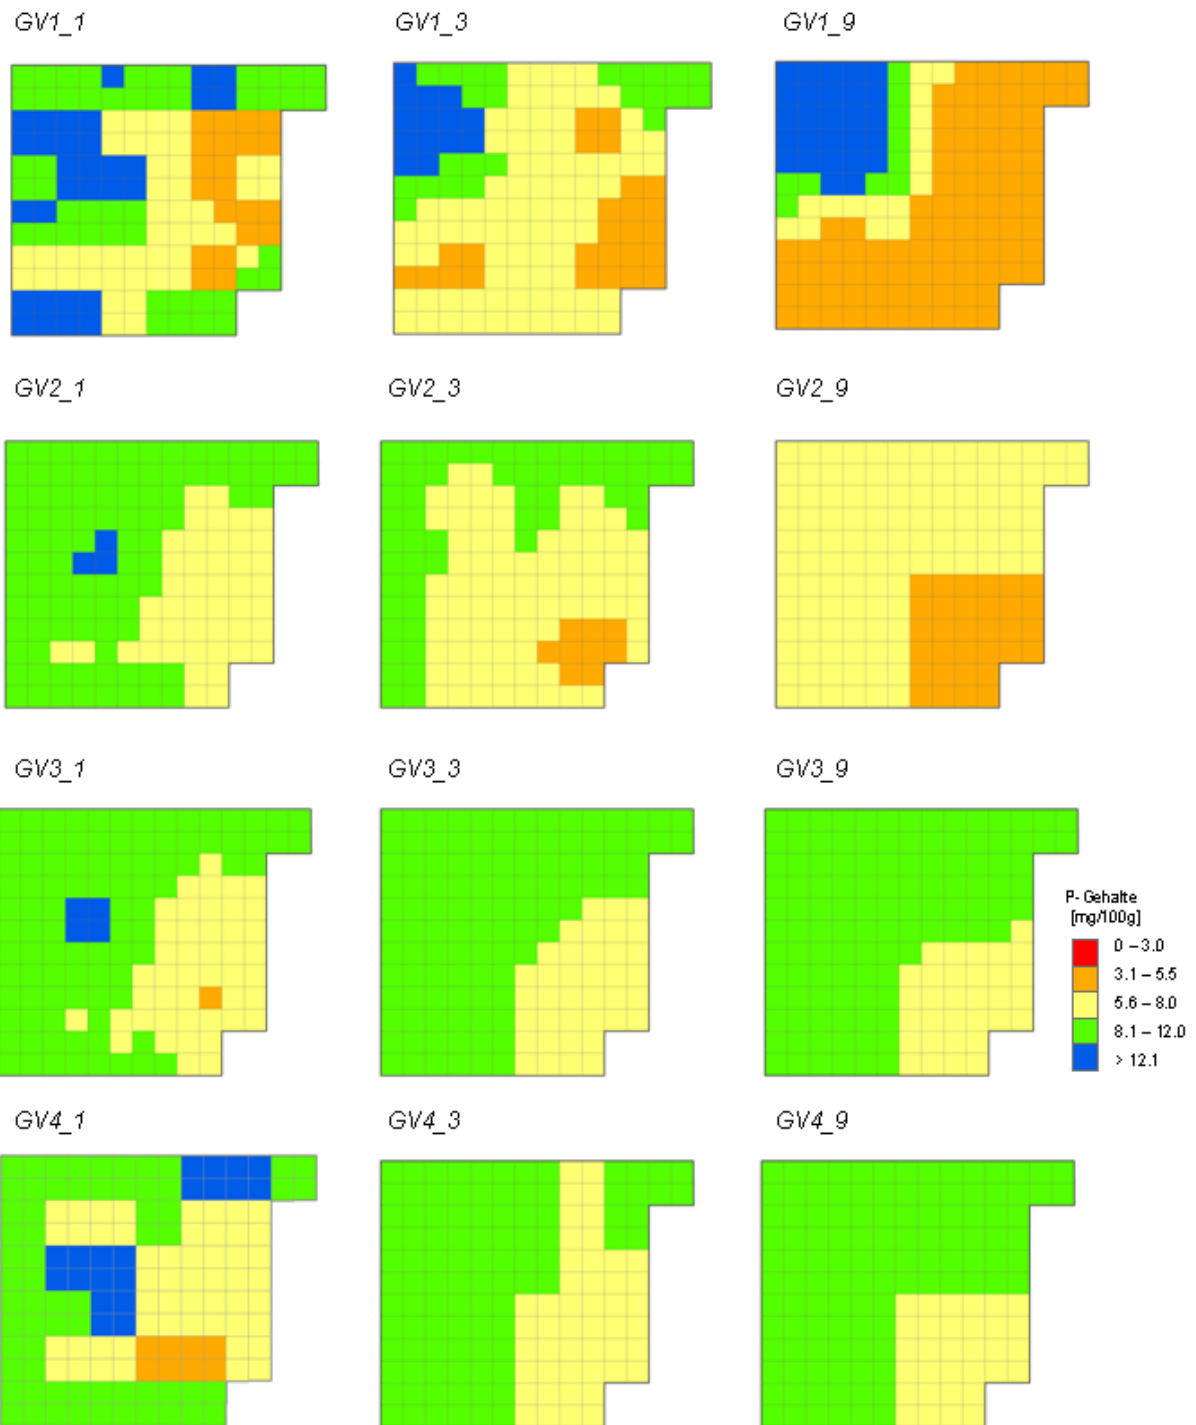 GV1_1
GV1_3
GV1_9
GV2_1
GV2_3
GV2_9
GV3_1
GV3_3
GV3_9
P- Gehalte
[mg/100g]
0 – 3.0
3.1 – 5.5
5.6 – 8.0
8.1 – 12.0
> 12.1
GV4_1
GV4_3
GV4_9